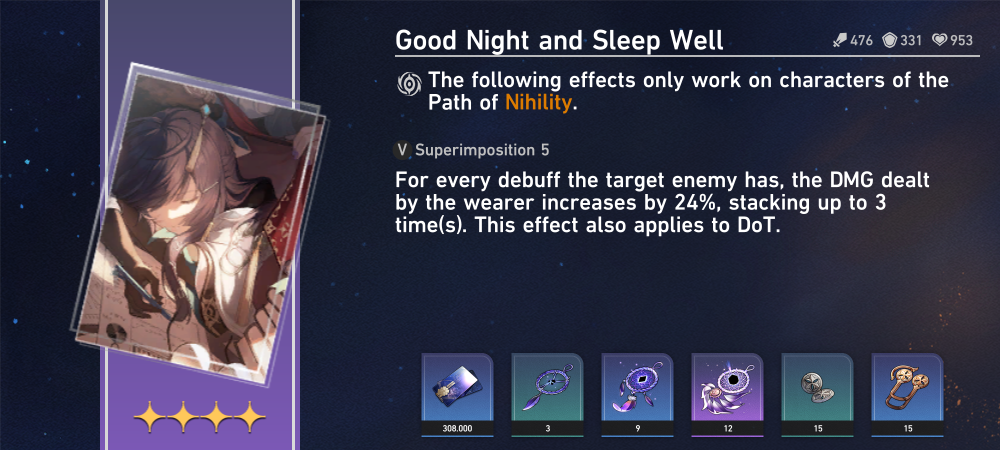 Good Night and Sleep Well
476 331 953
The following effects only work on characters of the
Path of Nihility.
V Superimposition 5
For every debuff the target enemy has, the DMG dealt
by the wearer increases by 24%, stacking up to 3
time(s). This effect also applies to DoT.
308.000 3 9 12 15 15